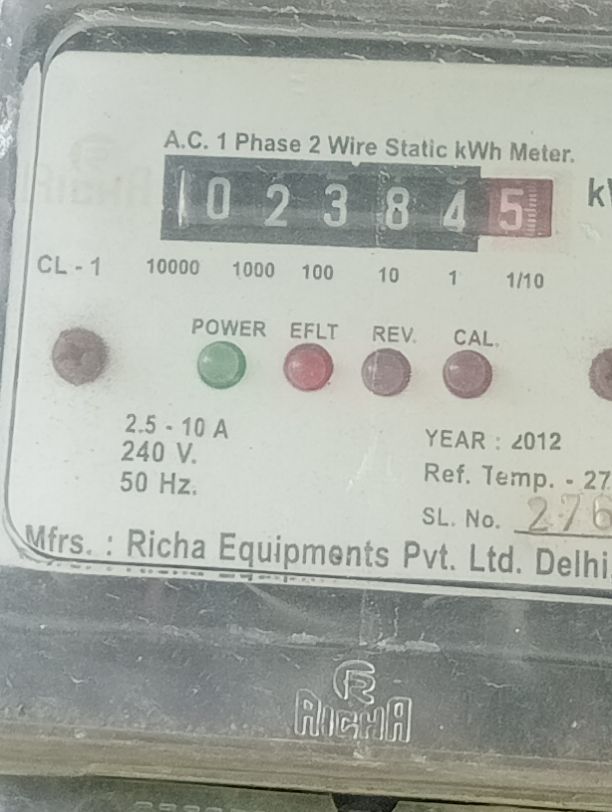 A.C. 1 Phase 2 Wire Static kWh Meter.
0 2 3 8 4 5
CL - 1 10000 1000 100 10 1 1/10
POWER EFLT REV. CAL.
2.5 - 10 A
240 V.
50 Hz.
YEAR : 2012
Ref. Temp. - 27
SL. No. 276
Mfrs. : Richa Equipments Pvt. Ltd. Delhi.
RICHA